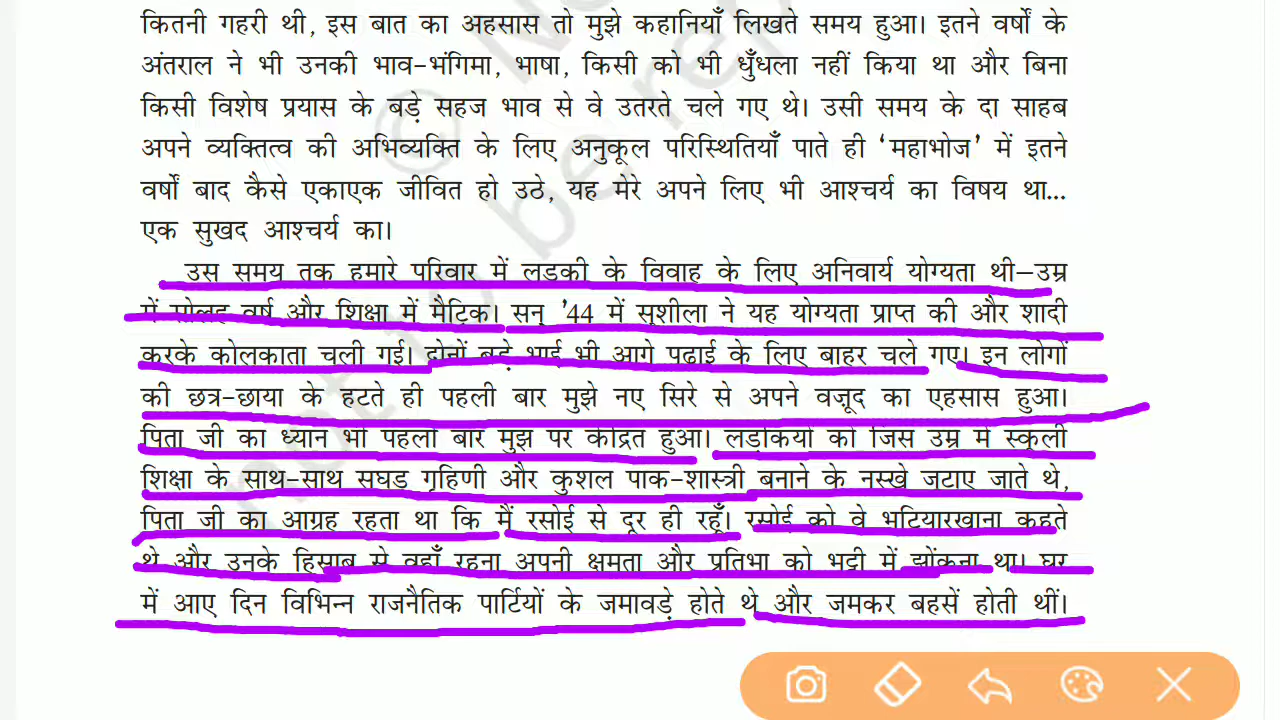 कितनी गहरी थी, इस बात का अहसास तो मुझे कहानियाँ लिखते समय हुआ। इतने वर्षों के
अंतराल ने भी उनकी भाव-भंगिमा, भाषा, किसी को भी धुँधला नहीं किया था और बिना
किसी विशेष प्रयास के बड़े सहज भाव से वे उतरते चले गए थे। उसी समय के दा साहब
अपने व्यक्तित्व की अभिव्यक्ति के लिए अनुकूल परिस्थितियाँ पाते ही ‘महाभोज’ में इतने
वर्षों बाद कैसे एकाएक जीवित हो उठे, यह मेरे अपने लिए भी आश्चर्य का विषय था...
एक सुखद आश्चर्य का।
उस समय तक हमारे परिवार में लड़की के विवाह के लिए अनिवार्य योग्यता थी—उम्र
में सोलह वर्ष और शिक्षा में मैट्रिक। सन् ’44 में सुशीला ने यह योग्यता प्राप्त की और शादी
करके कोलकाता चली गई। दोनों बड़े भाई भी आगे पढ़ाई के लिए बाहर चले गए। इन लोगों
की छत्र-छाया के हटते ही पहली बार मुझे नए सिरे से अपने वजूद का एहसास हुआ।
पिता जी का ध्यान भी पहली बार मुझ पर केंद्रित हुआ। लड़कियों को जिस उम्र में स्कूली
शिक्षा के साथ-साथ सुघड़ गृहिणी और कुशल पाक-शास्त्री बनाने के नुस्खे जुटाए जाते थे,
पिता जी का आग्रह रहता था कि मैं रसोई से दूर ही रहूँ। रसोई को वे भटियारखाना कहते
थे और उनके हिसाब से वहाँ रहना अपनी क्षमता और प्रतिभा को भट्टी में झोंकना था। घर
में आए दिन विभिन्न राजनैतिक पार्टियों के जमावड़े होते थे और जमकर बहसें होती थीं।